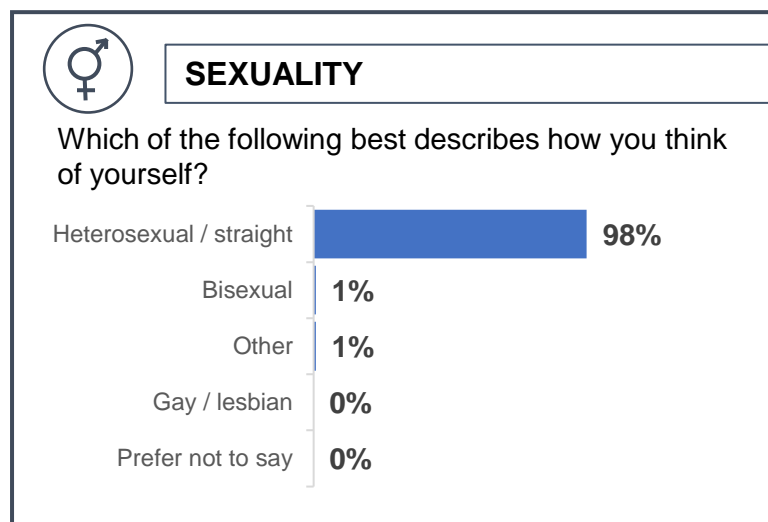 SEXUALITY
Which of the following best describes how you think
of yourself?
Heterosexual / straight 98%
Bisexual 1%
Other 1%
Gay / lesbian 0%
Prefer not to say 0%